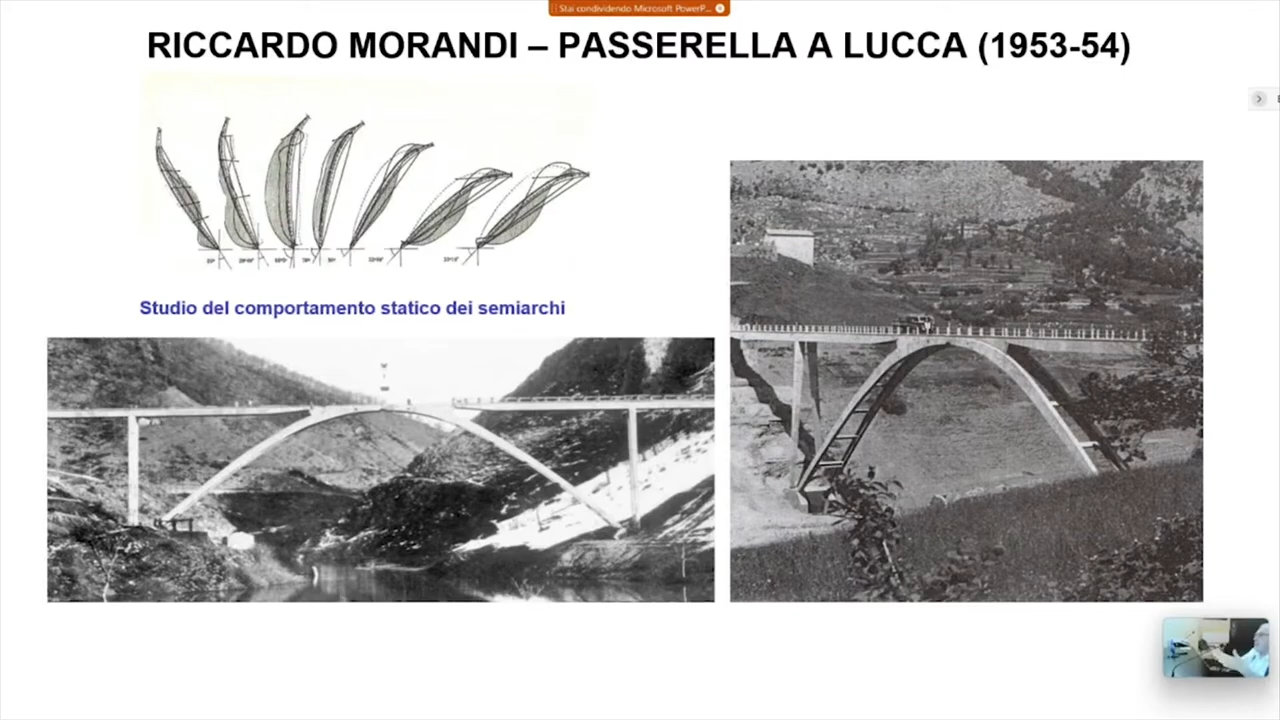 Stai condividendo Microsoft PowerP...
RICCARDO MORANDI – PASSERELLA A LUCCA (1953-54)
Studio del comportamento statico dei semiarchi